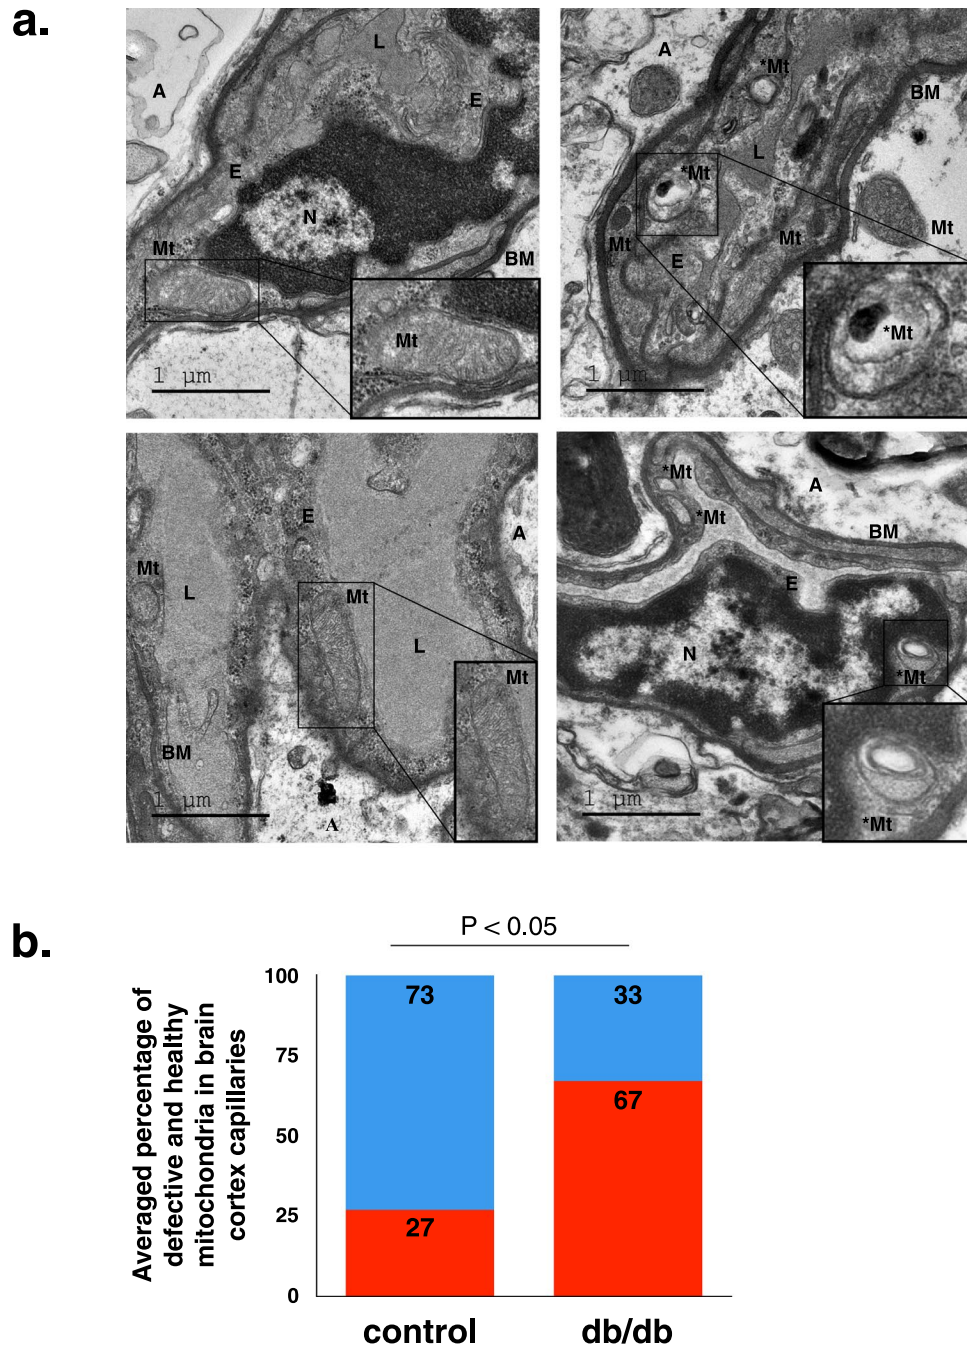 a.
L
A
E
E
N
Mt
BM
Mt
1 μm
A
*Mt
BM
L
*Mt
Mt
Mt
Mt
E
*Mt
1 μm
E
A
Mt
L
Mt
L
Mt
BM
1 μm
A
*Mt
A
*Mt
BM
E
N
*Mt
1 μm
*Mt
b.
P < 0.05
Averaged percentage of
defective and healthy
mitochondria in brain
cortex capillaries
100
75
50
25
0
73
27
33
67
control
db/db